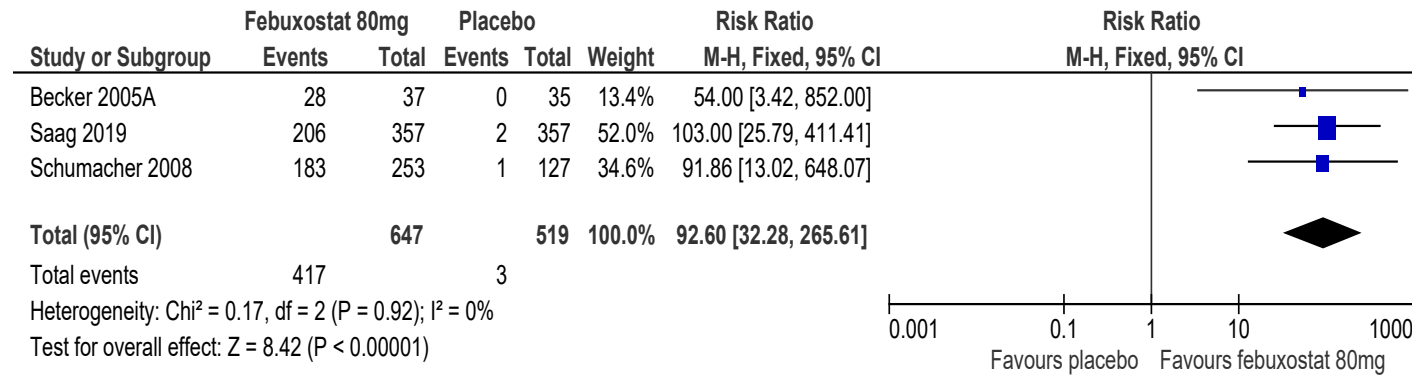 Febuxostat 80mg Placebo Risk Ratio Risk Ratio
Study or Subgroup Events Total Events Total Weight M-H, Fixed, 95% CI M-H, Fixed, 95% CI
Becker 2005A 28 37 0 35 13.4% 54.00 [3.42, 852.00]
Saag 2019 206 357 2 357 52.0% 103.00 [25.79, 411.41]
Schumacher 2008 183 253 1 127 34.6% 91.86 [13.02, 648.07]
Total (95% CI) 647 519 100.0% 92.60 [32.28, 265.61]
Total events 417 3
Heterogeneity: Chi² = 0.17, df = 2 (P = 0.92); I² = 0%
Test for overall effect: Z = 8.42 (P < 0.00001)
0.001 0.1 1 10 1000
Favours placebo Favours febuxostat 80mg